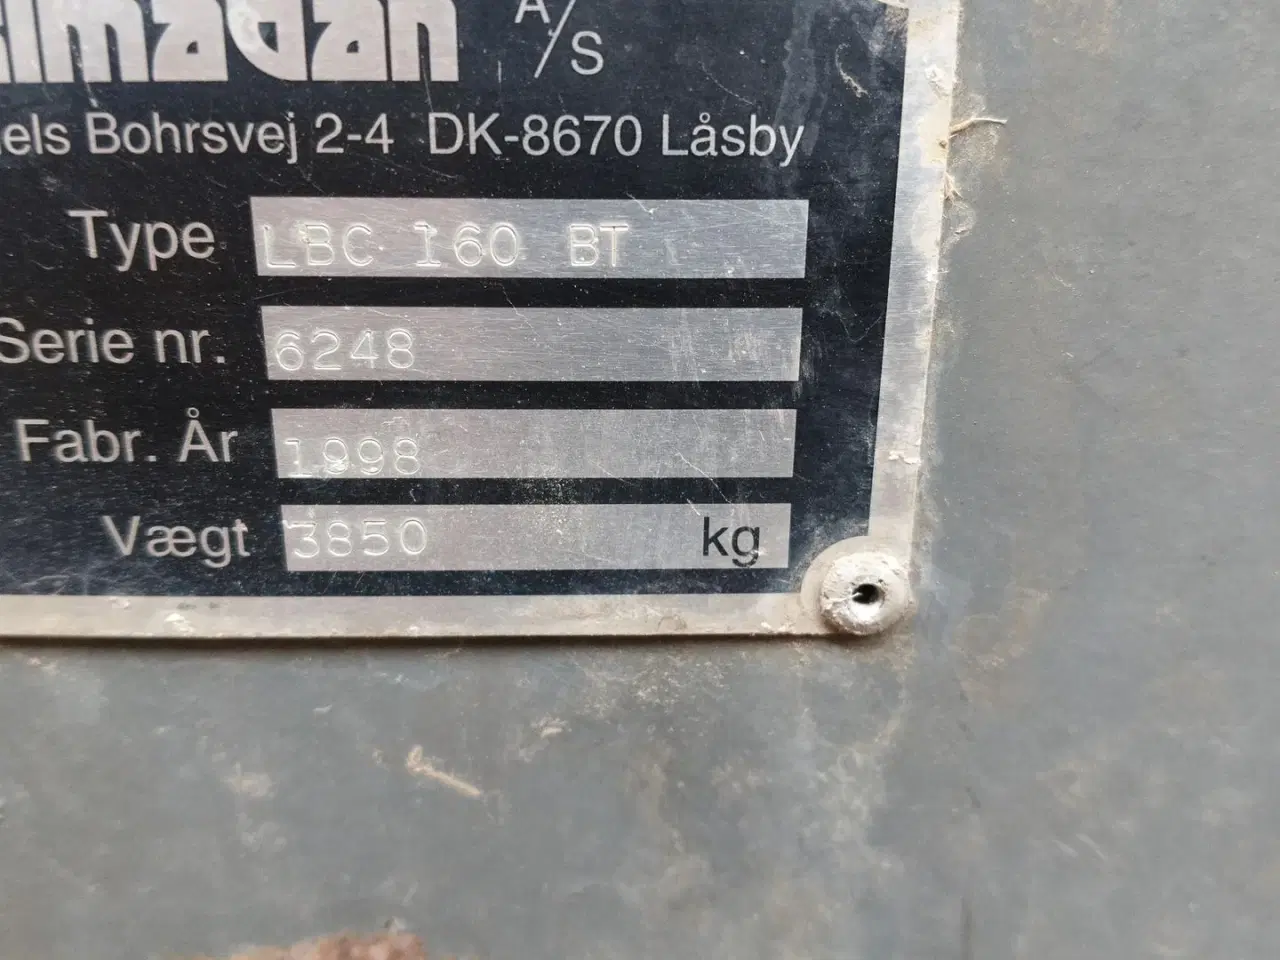 A/S
Bohrsvej 2-4 DK-8670 Låsby
Type LBC 160 BT
Serie nr. 6248
Fabr. År 1998
Vægt 3850 kg